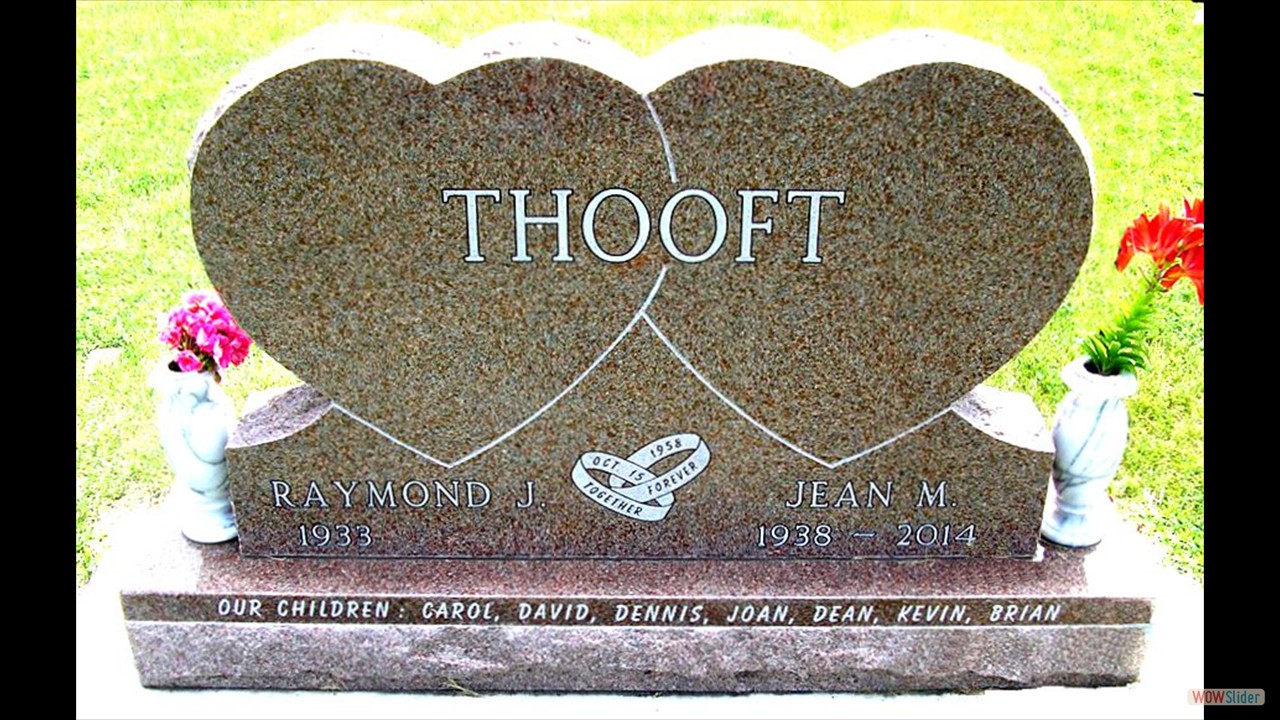 THOOFT
OCT. 15 1958
TOGETHER FOREVER
RAYMOND J.
1933
JEAN M.
1938 — 2014
OUR CHILDREN: CAROL, DAVID, DENNIS, JOAN, DEAN, KEVIN, BRIAN
WOWSlider